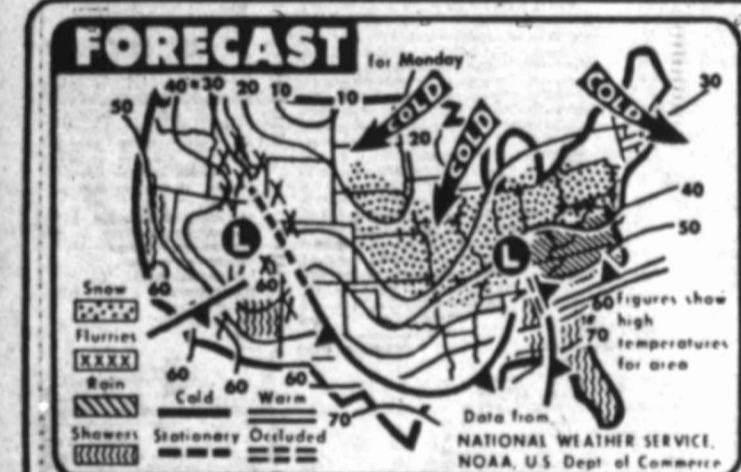 FORECAST
for Monday
40 30 20 10
10
COLD
COLD
COLD
30
50
20
40
50
L
L
60
60
60
Snow
Figures show
high
temperatures
for area
70
Flurries
XXXX
Rain
60
60
60
70
Cold Warm
Showers Stationary Occluded
Data from
NATIONAL WEATHER SERVICE,
NOAA, U.S. Dept. of Commerce